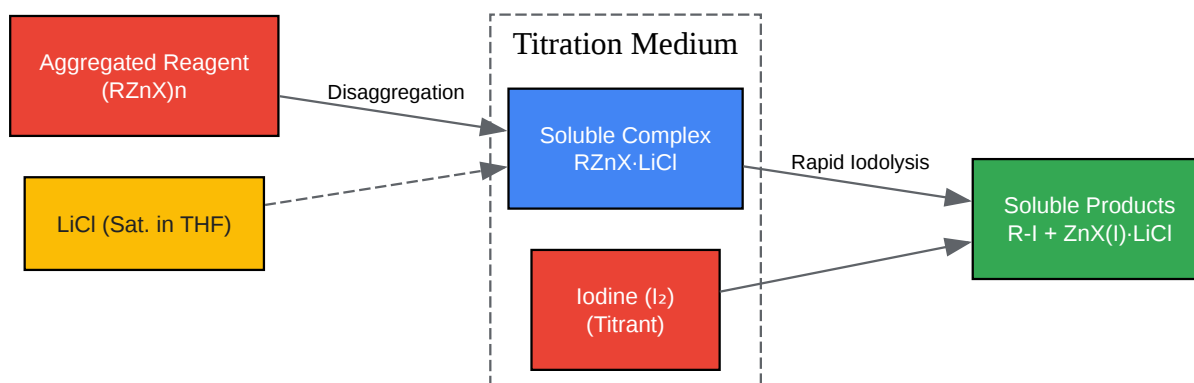 Aggregated Reagent
(RZnX)n
Disaggregation
LiCl (Sat. in THF)
Titration Medium
Soluble Complex
RZnX·LiCl
Iodine (I₂)
(Titrant)
Rapid Iodolysis
Soluble Products
R-I + ZnX(I)·LiCl